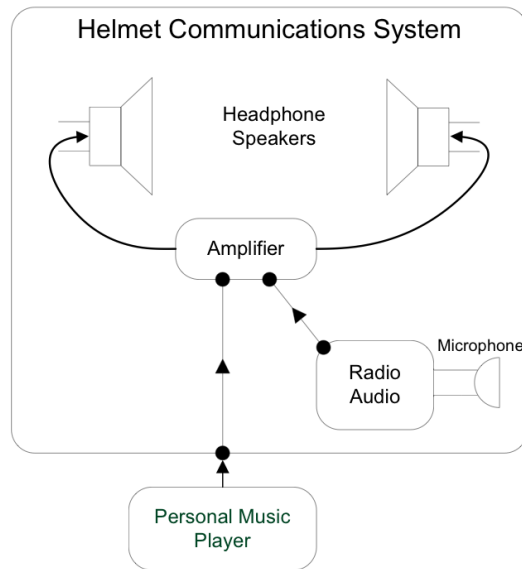 Helmet Communications System
Headphone
Speakers
Amplifier
Microphone
Radio
Audio
Personal Music
Player